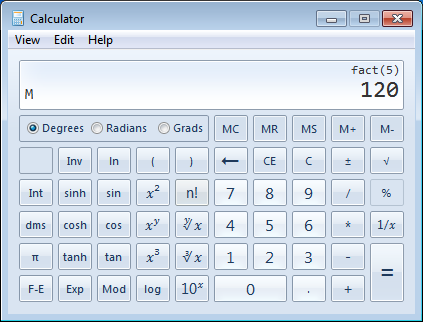 Calculator
View Edit Help
fact(5)
M 120
Degrees Radians Grads MC MR MS M+ M-
Inv ln ( ) ← CE C ± √
Int sinh sin x² n! 7 8 9 / %
dms cosh cos xʸ ʸ√x 4 5 6 * 1/x
π tanh tan x³ ³√x 1 2 3 - =
F-E Exp Mod log 10ˣ 0 . +